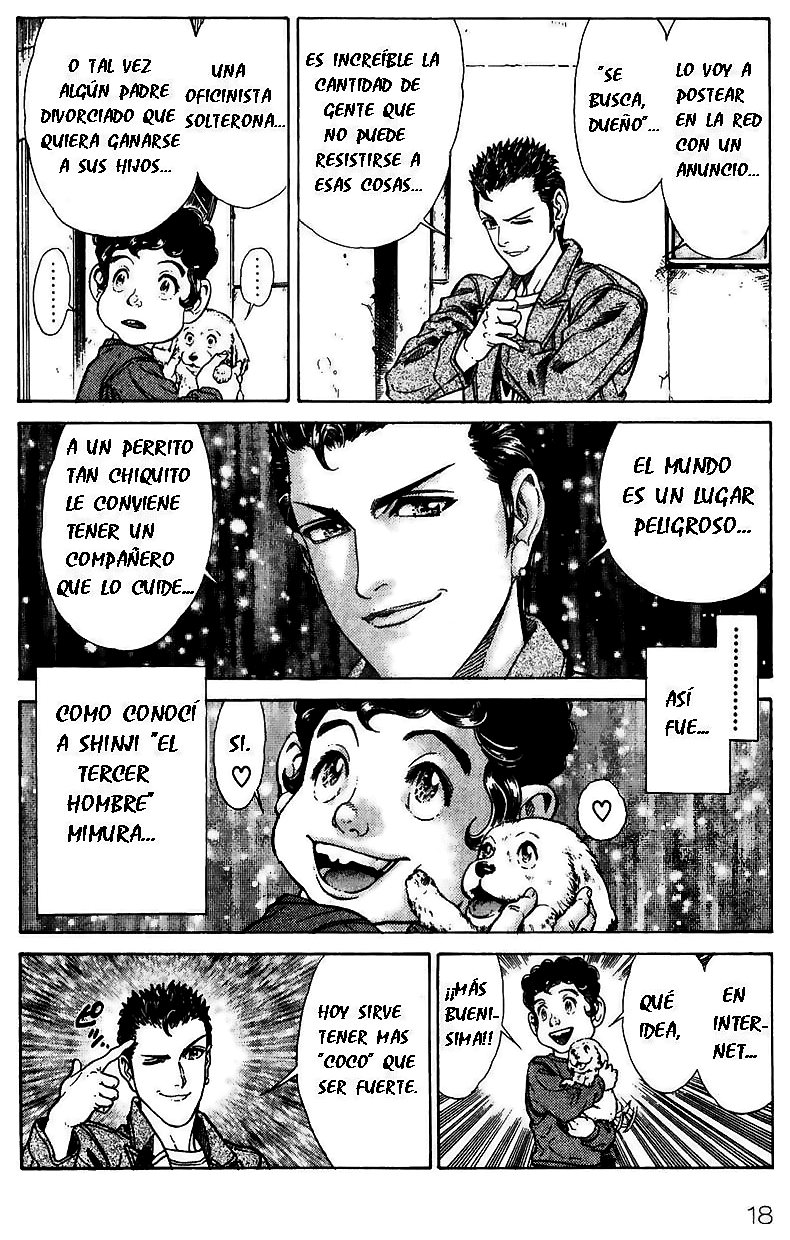 LO VOY A
POSTEAR
EN LA RED
CON UN
ANUNCIO...
"SE
BUSCA,
DUEÑO"...
ES INCREÍBLE LA
CANTIDAD DE
GENTE QUE
NO PUEDE
RESISTIRSE A
ESAS COSAS...
UNA
OFICINISTA
SOLTERONA...
O TAL VEZ
ALGÚN PADRE
DIVORCIADO QUE
QUIERA GANARSE
A SUS HIJOS...
......
......
EL MUNDO
ES UN LUGAR
PELIGROSO...
A UN PERRITO
TAN CHIQUITO
LE CONVIENE
TENER UN
COMPAÑERO
QUE LO CUIDE...
.........
ASÍ
FUE...
♡
SI.
♡
COMO CONOCÍ
A SHINJI "EL
TERCER
HOMBRE"
MIMURA...
EN
INTER-
NET...
QUÉ
IDEA,
¡¡MÁS
BUENI-
SIMA!!
HOY SIRVE
TENER MAS
"COCO" QUE
SER FUERTE.
18